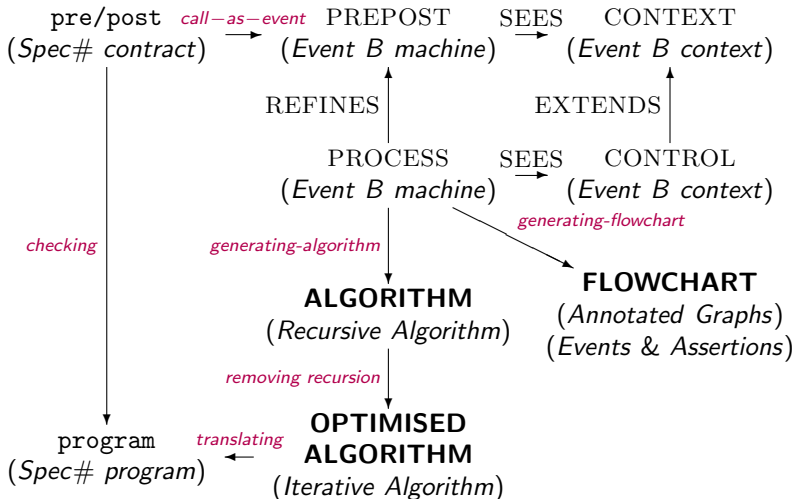 pre/post call−as−event PREPOST SEES CONTEXT
(Spec# contract) (Event B machine) (Event B context)
REFINES EXTENDS
PROCESS SEES CONTROL
(Event B machine) (Event B context)
generating-flowchart
checking generating-algorithm
FLOWCHART
ALGORITHM (Annotated Graphs)
(Recursive Algorithm) (Events & Assertions)
removing recursion
OPTIMISED
program translating ALGORITHM
(Spec# program) (Iterative Algorithm)